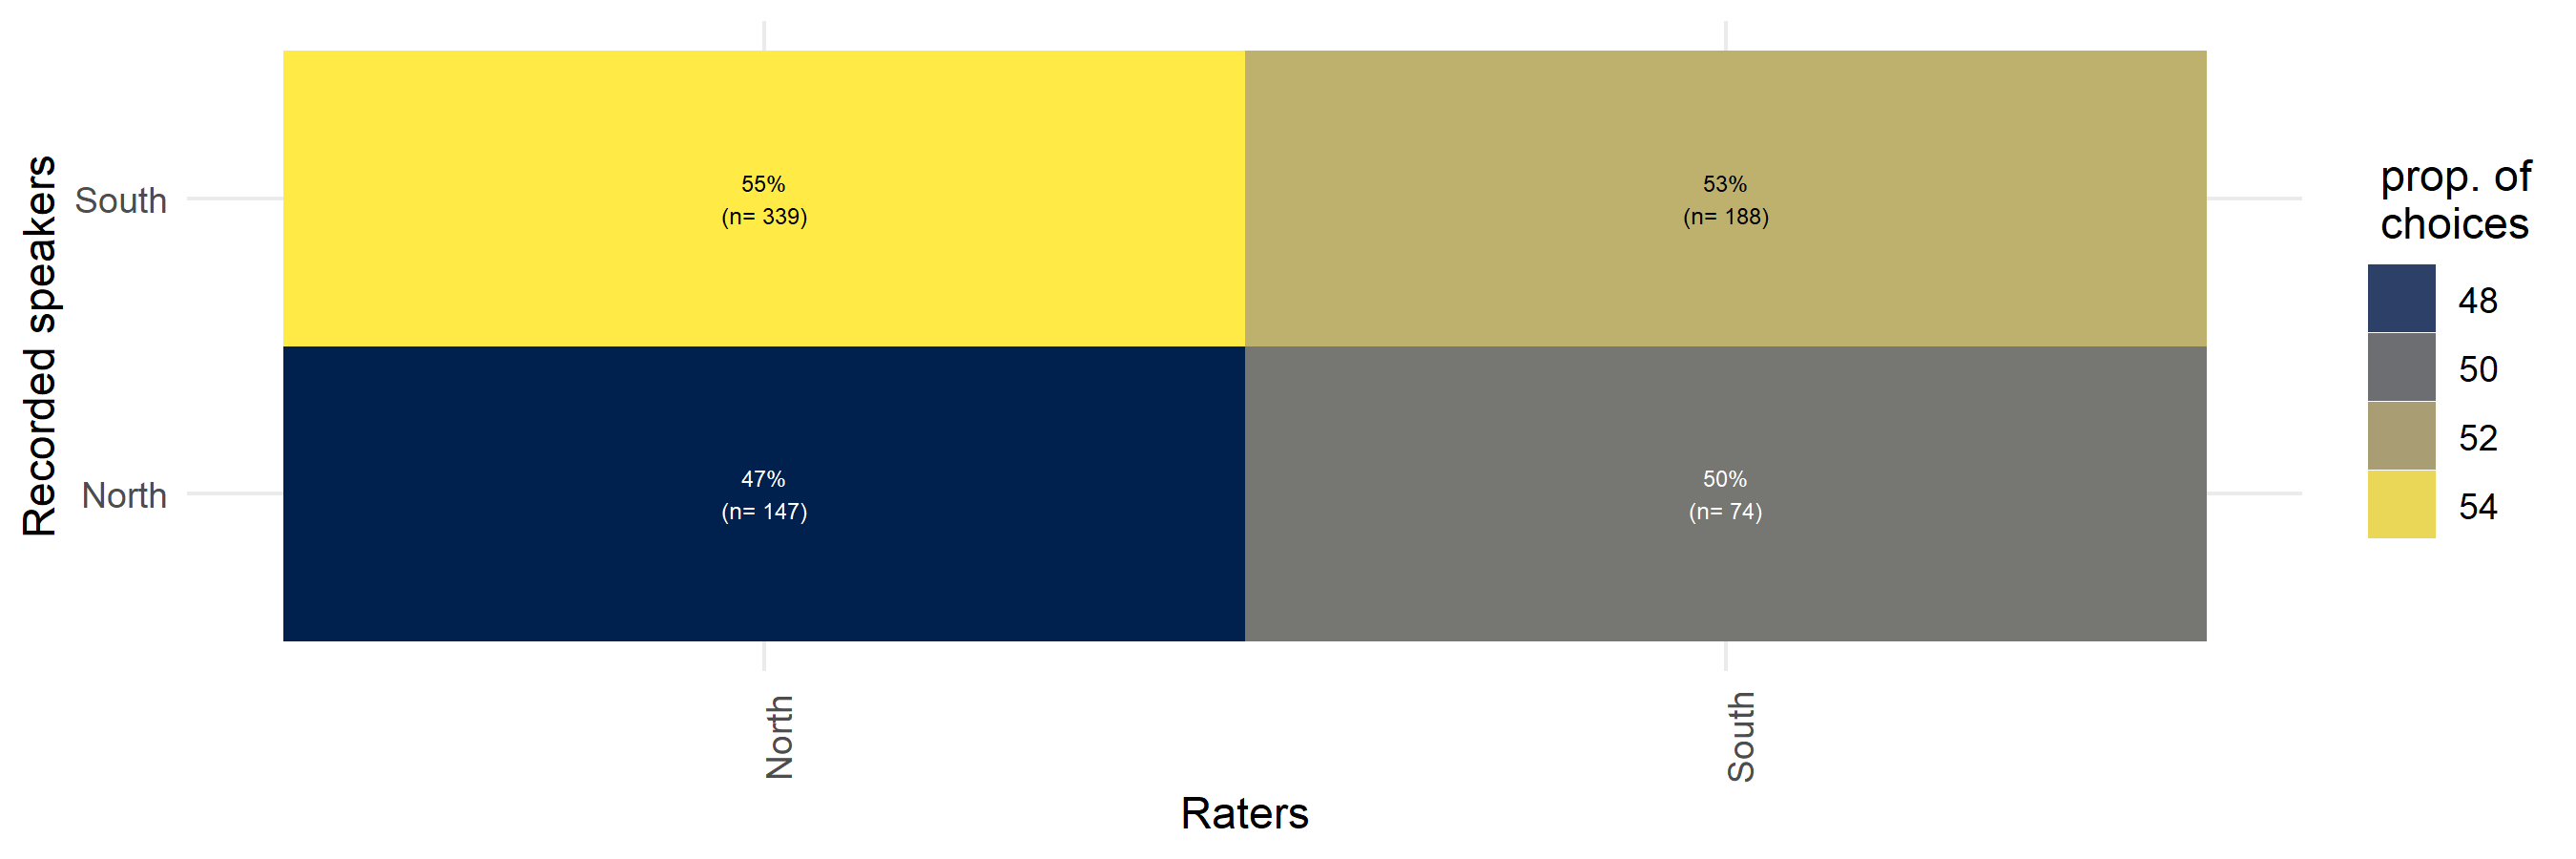 Recorded speakers
South
North
55%
(n= 339)
53%
(n= 188)
47%
(n= 147)
50%
(n= 74)
North
South
Raters
prop. of
choices
48
50
52
54